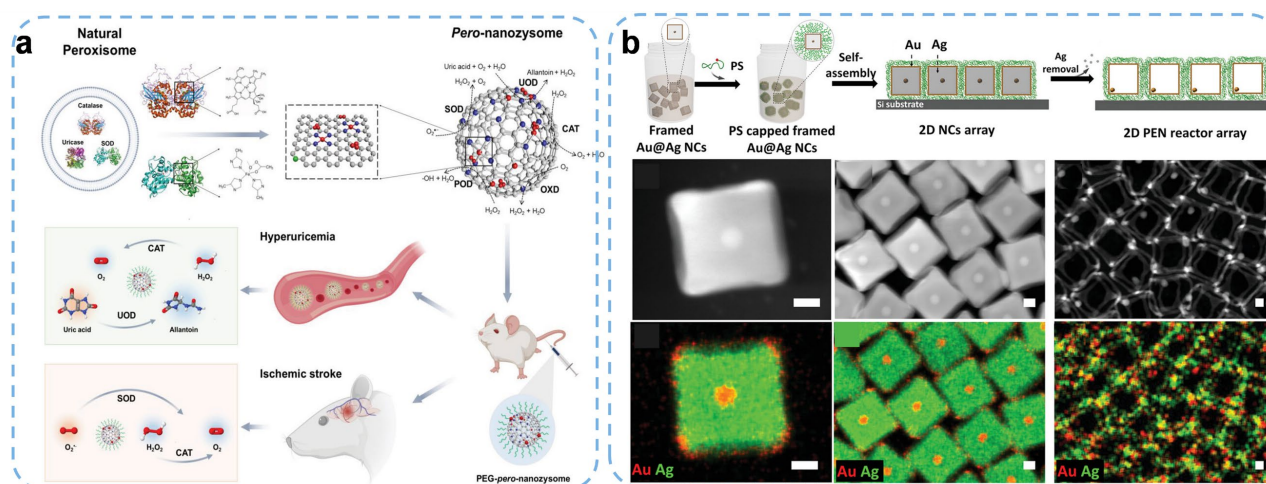 a
Natural
Peroxisome
Catalase
Uricase
SOD
Pero-nanozysome
Uric acid + O₂ + H₂O
Allantoin + H₂O₂
H₂O₂ + O₂
UOD
H₂O₂
SOD
CAT
O₂•⁻
O₂ + H₂O
O₂
·OH + H₂O
POD
OXD
H₂O₂
H₂O₂ + H₂O
Hyperuricemia
CAT
O₂
H₂O₂
Uric acid
UOD
Allantoin
Ischemic stroke
SOD
O₂⁻
H₂O₂
CAT
O₂
PEG-pero-nanozysome
b
PS
Framed
Au@Ag NCs
PS capped framed
Au@Ag NCs
Self-
assembly
Au
Ag
Si substrate
2D NCs array
Ag
removal
2D PEN reactor array
Au Ag
Au Ag
Au Ag